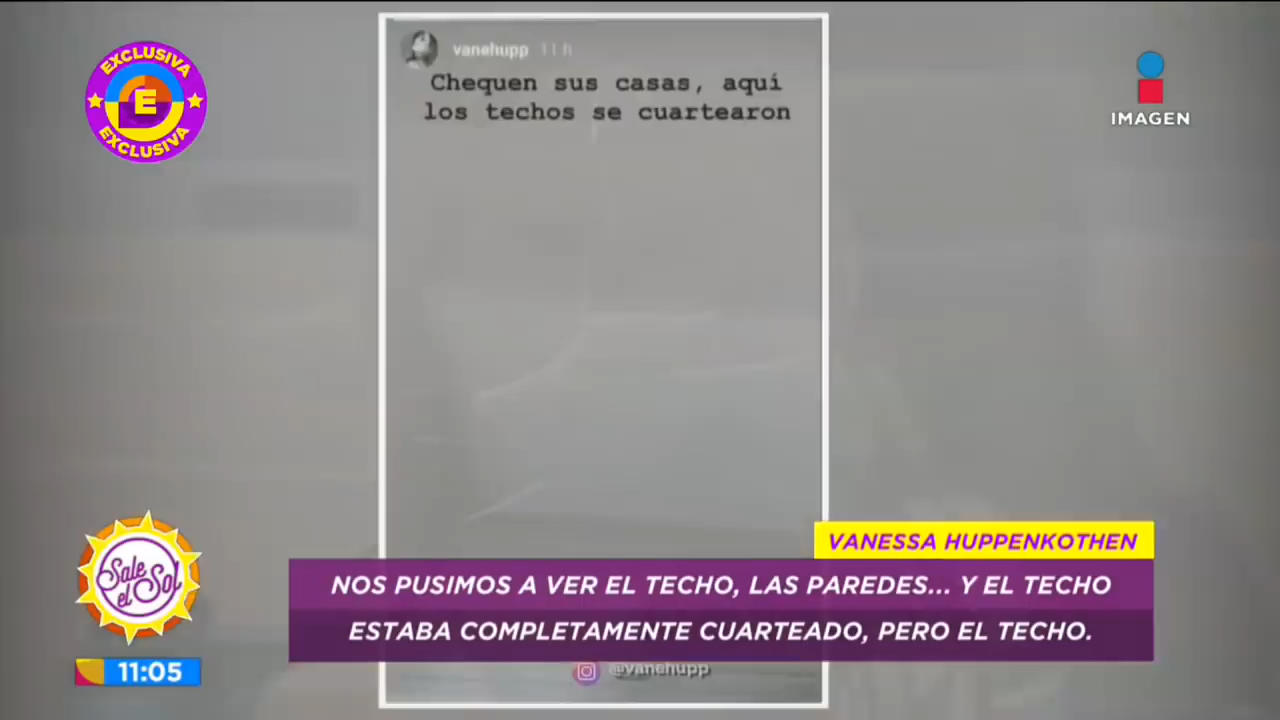 EXCLUSIVA
E
EXCLUSIVA
vanehupp 11 h
Chequen sus casas, aquí
los techos se cuartearon
IMAGEN
VANESSA HUPPENKOTHEN
NOS PUSIMOS A VER EL TECHO, LAS PAREDES... Y EL TECHO
ESTABA COMPLETAMENTE CUARTEADO, PERO EL TECHO.
Sale
el Sol
11:05
@vanehupp